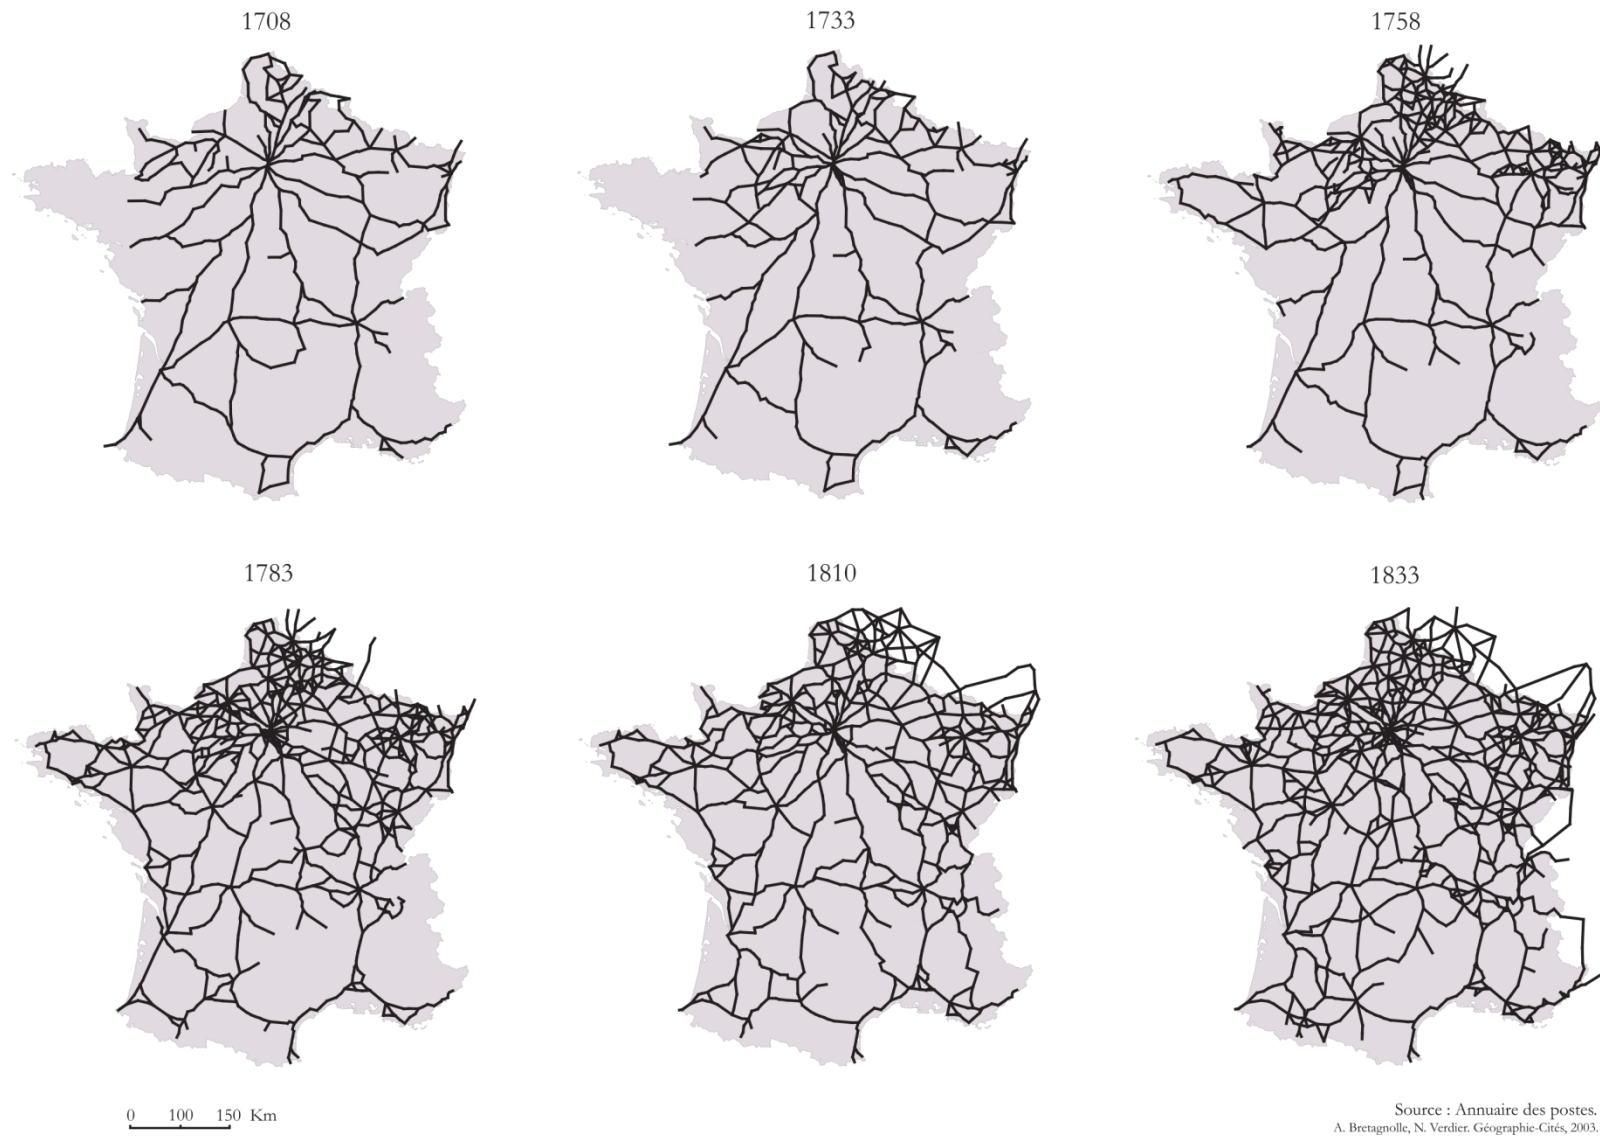 1708
1733
1758
1783
1810
1833
0 100 150 Km
Source : Annuaire des postes.
A. Bretagnolle, N. Verdier. Géographie-Cités, 2003.